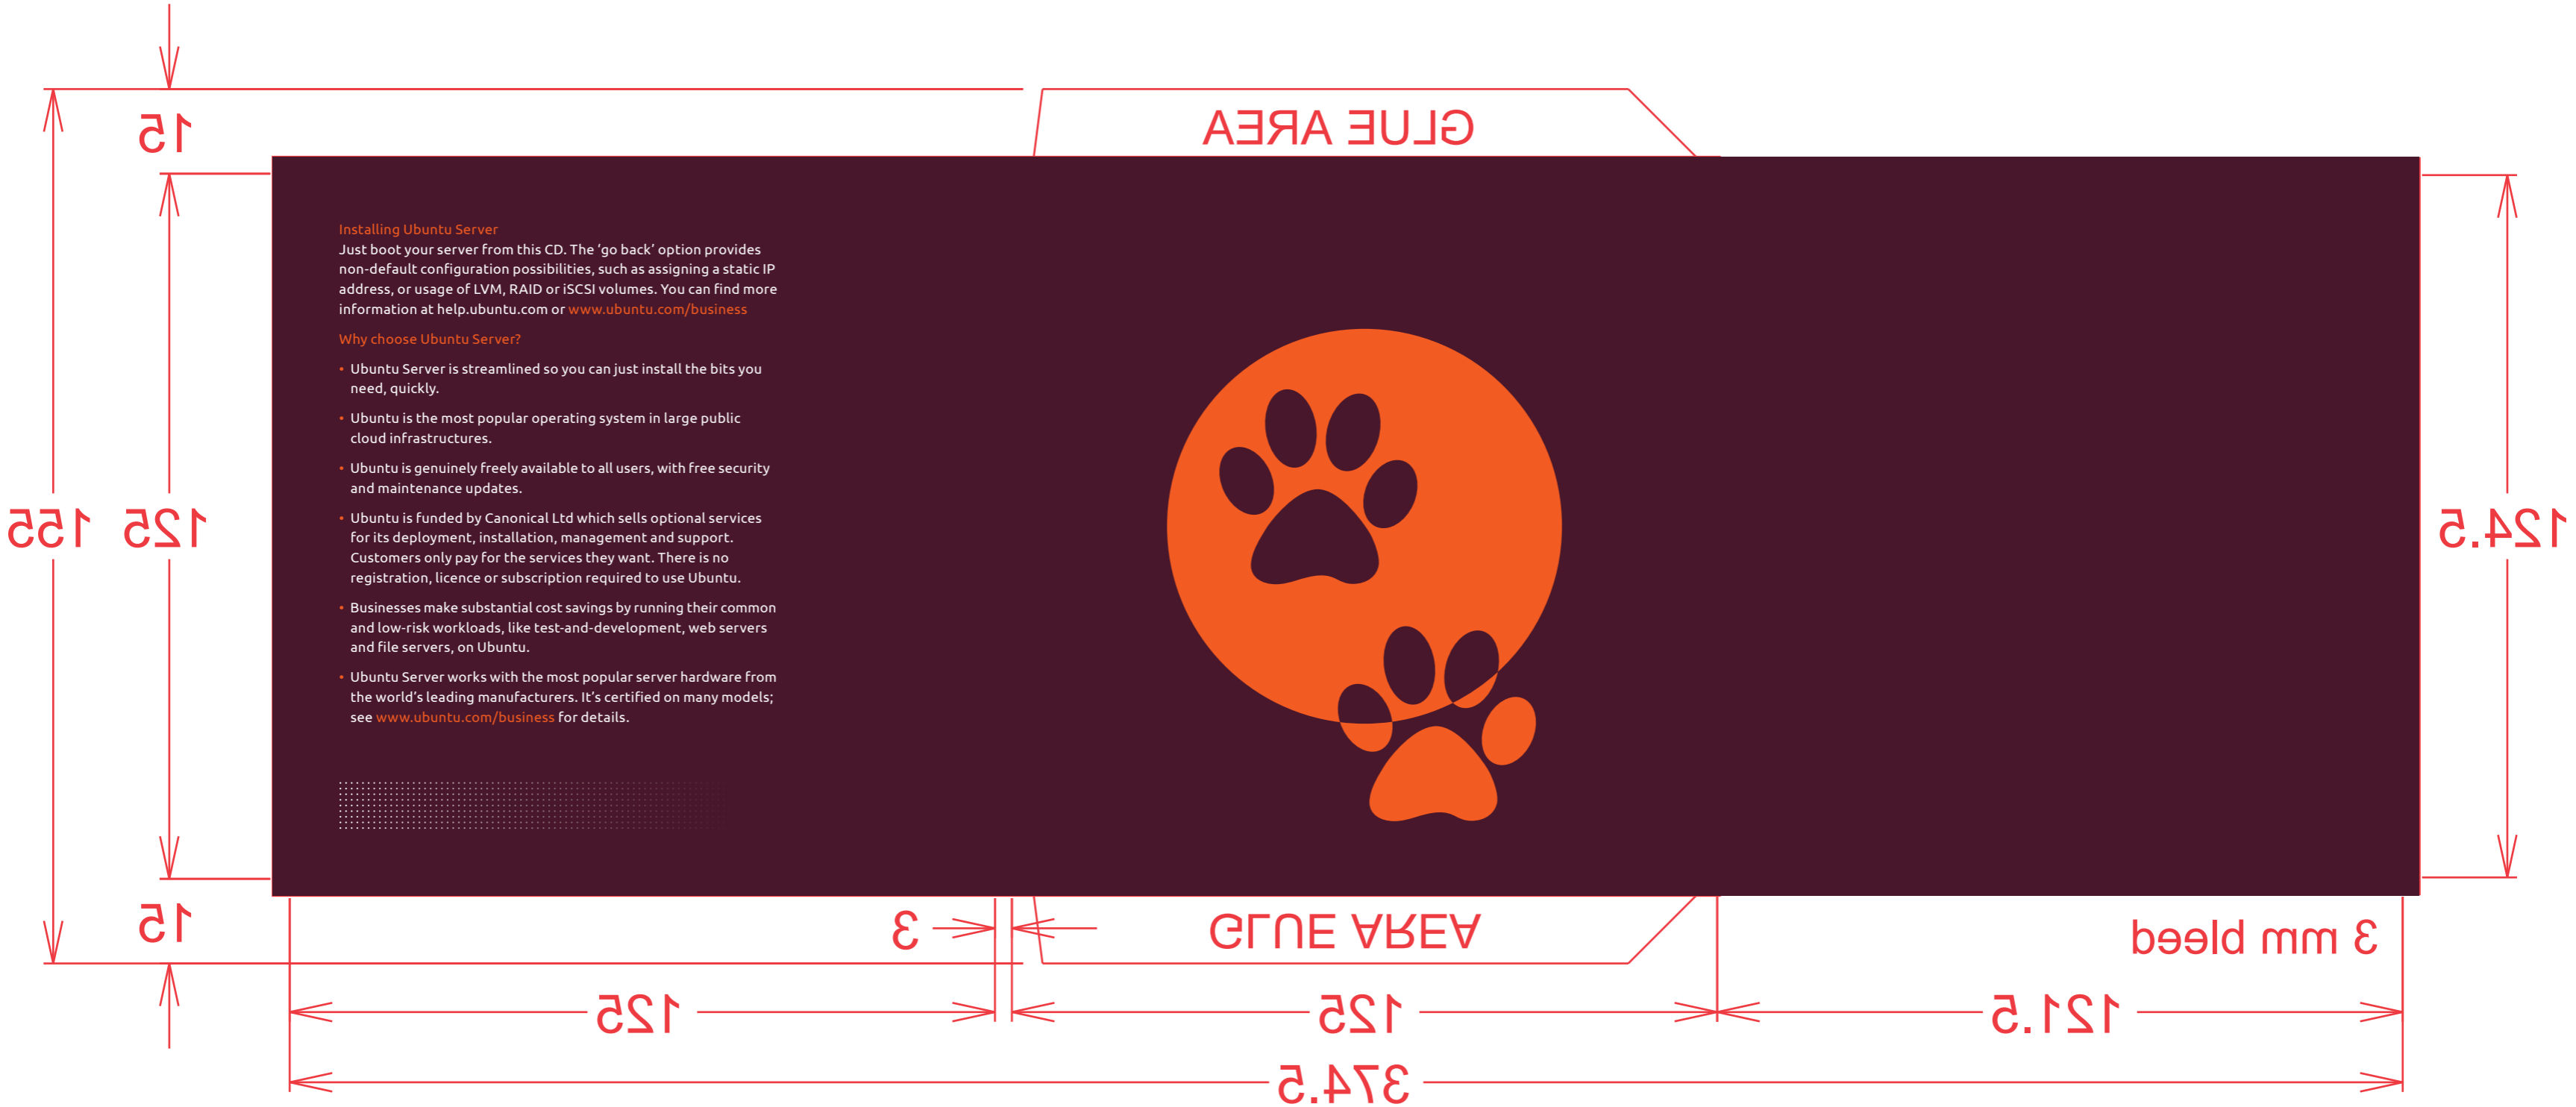 GLUE AREA
15
Installing Ubuntu Server
Just boot your server from this CD. The ‘go back’ option provides
non-default configuration possibilities, such as assigning a static IP
address, or usage of LVM, RAID or iSCSI volumes. You can find more
information at help.ubuntu.com or www.ubuntu.com/business
Why choose Ubuntu Server?
• Ubuntu Server is streamlined so you can just install the bits you
need, quickly.
• Ubuntu is the most popular operating system in large public
cloud infrastructures.
• Ubuntu is genuinely freely available to all users, with free security
and maintenance updates.
• Ubuntu is funded by Canonical Ltd which sells optional services
for its deployment, installation, management and support.
Customers only pay for the services they want. There is no
registration, licence or subscription required to use Ubuntu.
• Businesses make substantial cost savings by running their common
and low-risk workloads, like test-and-development, web servers
and file servers, on Ubuntu.
• Ubuntu Server works with the most popular server hardware from
the world’s leading manufacturers. It’s certified on many models;
see www.ubuntu.com/business for details.
155
125
124.5
15
3
GLUE AREA
3 mm bleed
125
125
121.5
374.5